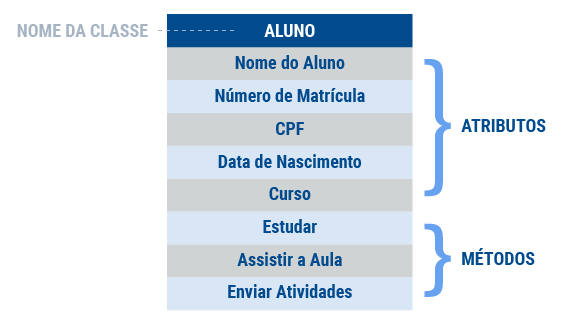 NOME DA CLASSE
ALUNO
Nome do Aluno
Número de Matrícula
CPF
Data de Nascimento
Curso
ATRIBUTOS
Estudar
Assistir a Aula
Enviar Atividades
MÉTODOS